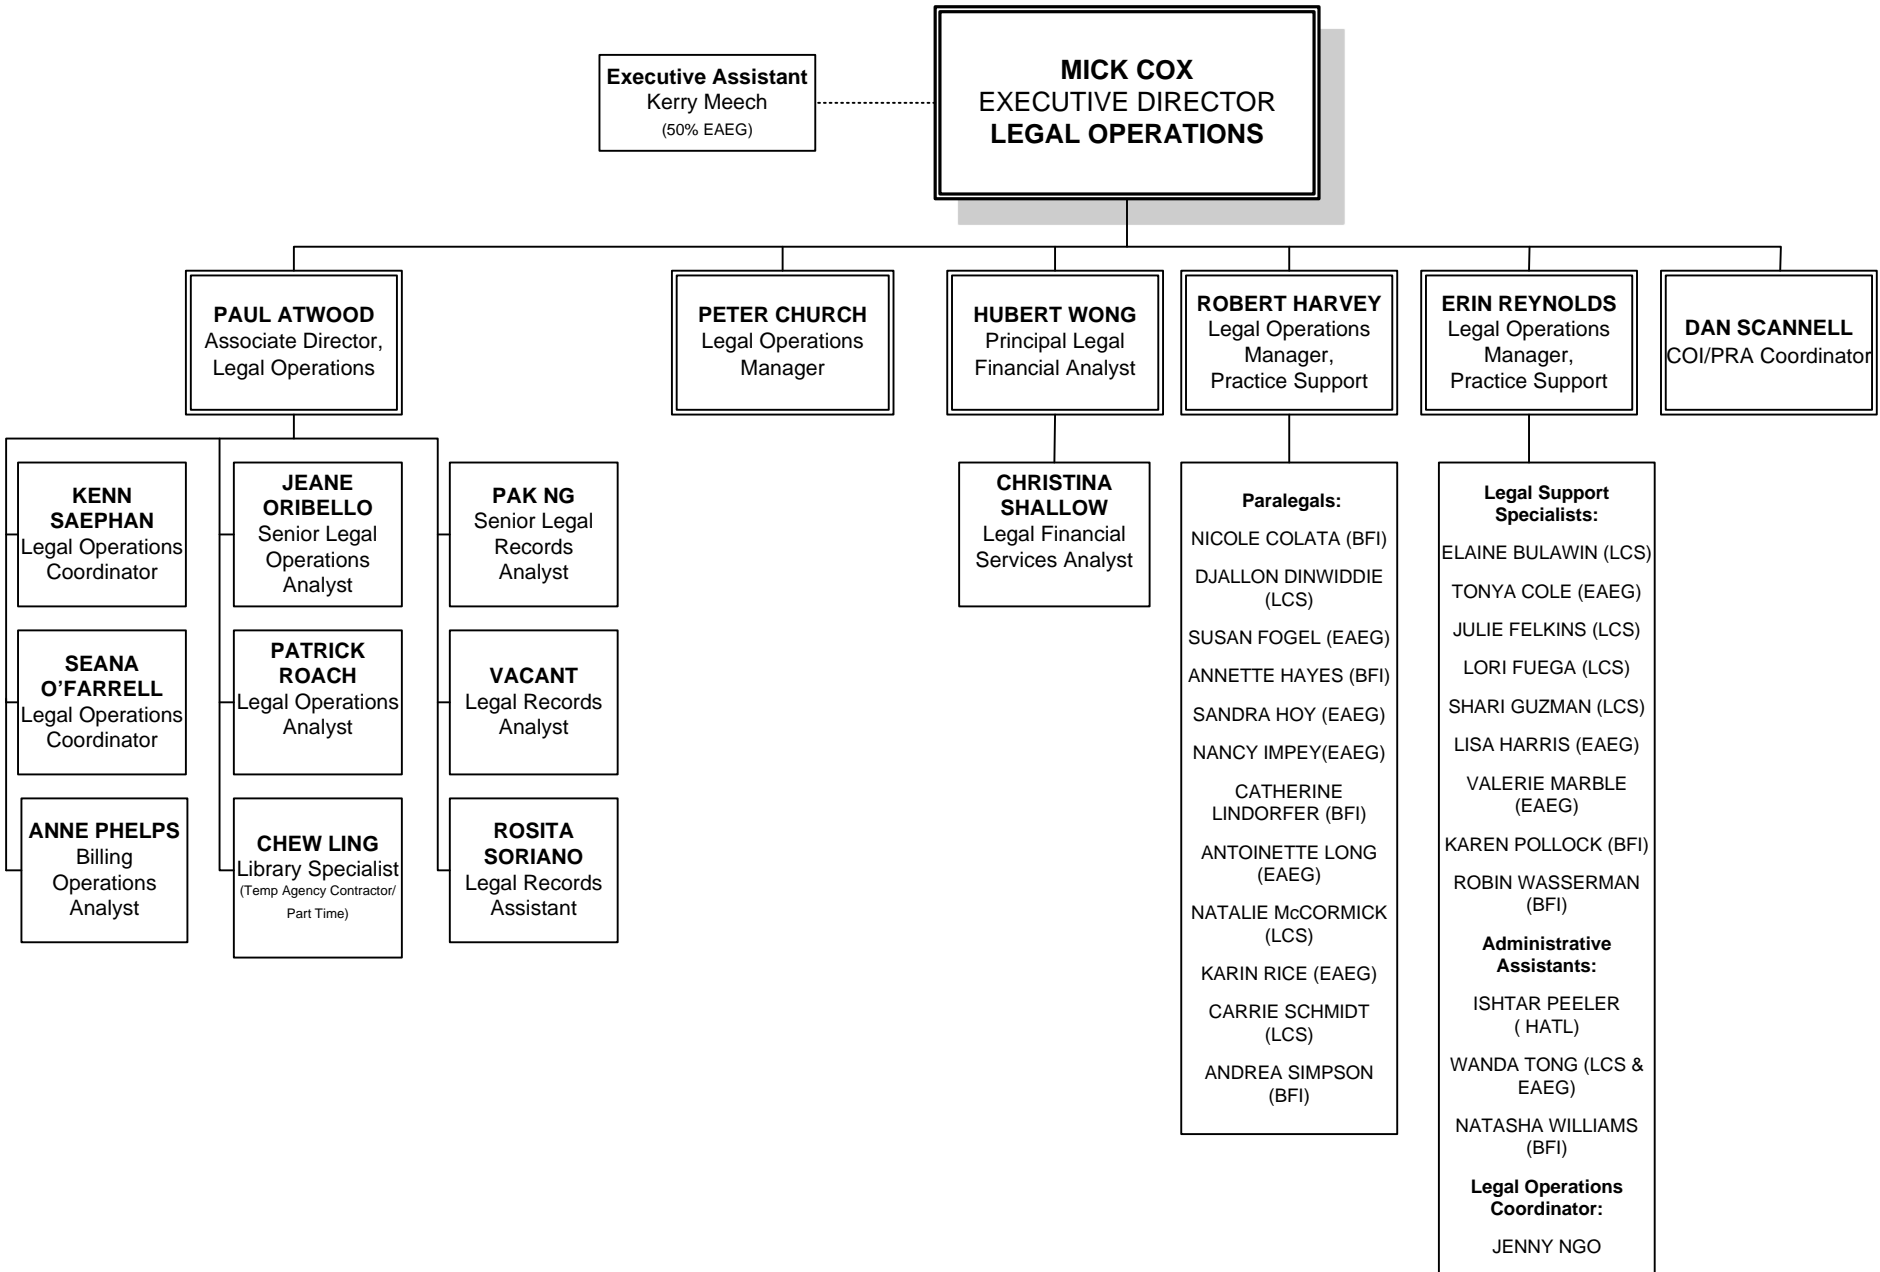 Executive Assistant
Kerry Meech
(50% EAEG)
MICK COX
EXECUTIVE DIRECTOR
LEGAL OPERATIONS
PAUL ATWOOD
Associate Director,
Legal Operations
PETER CHURCH
Legal Operations
Manager
HUBERT WONG
Principal Legal
Financial Analyst
ROBERT HARVEY
Legal Operations
Manager,
Practice Support
ERIN REYNOLDS
Legal Operations
Manager,
Practice Support
DAN SCANNELL
COI/PRA Coordinator
KENN
SAEPHAN
Legal Operations
Coordinator
JEANE
ORIBELLO
Senior Legal
Operations
Analyst
PAK NG
Senior Legal
Records
Analyst
SEANA
O’FARRELL
Legal Operations
Coordinator
PATRICK
ROACH
Legal Operations
Analyst
VACANT
Legal Records
Analyst
ANNE PHELPS
Billing
Operations
Analyst
CHEW LING
Library Specialist
(Temp Agency Contractor/
Part Time)
ROSITA
SORIANO
Legal Records
Assistant
CHRISTINA
SHALLOW
Legal Financial
Services Analyst
Paralegals:
NICOLE COLATA (BFI)
DJALLON DINWIDDIE
(LCS)
SUSAN FOGEL (EAEG)
ANNETTE HAYES (BFI)
SANDRA HOY (EAEG)
NANCY IMPEY(EAEG)
CATHERINE
LINDORFER (BFI)
ANTOINETTE LONG
(EAEG)
NATALIE McCORMICK
(LCS)
KARIN RICE (EAEG)
CARRIE SCHMIDT
(LCS)
ANDREA SIMPSON
(BFI)
Legal Support
Specialists:
ELAINE BULAWIN (LCS)
TONYA COLE (EAEG)
JULIE FELKINS (LCS)
LORI FUEGA (LCS)
SHARI GUZMAN (LCS)
LISA HARRIS (EAEG)
VALERIE MARBLE
(EAEG)
KAREN POLLOCK (BFI)
ROBIN WASSERMAN
(BFI)
Administrative
Assistants:
ISHTAR PEELER
( HATL)
WANDA TONG (LCS &
EAEG)
NATASHA WILLIAMS
(BFI)
Legal Operations
Coordinator:
JENNY NGO